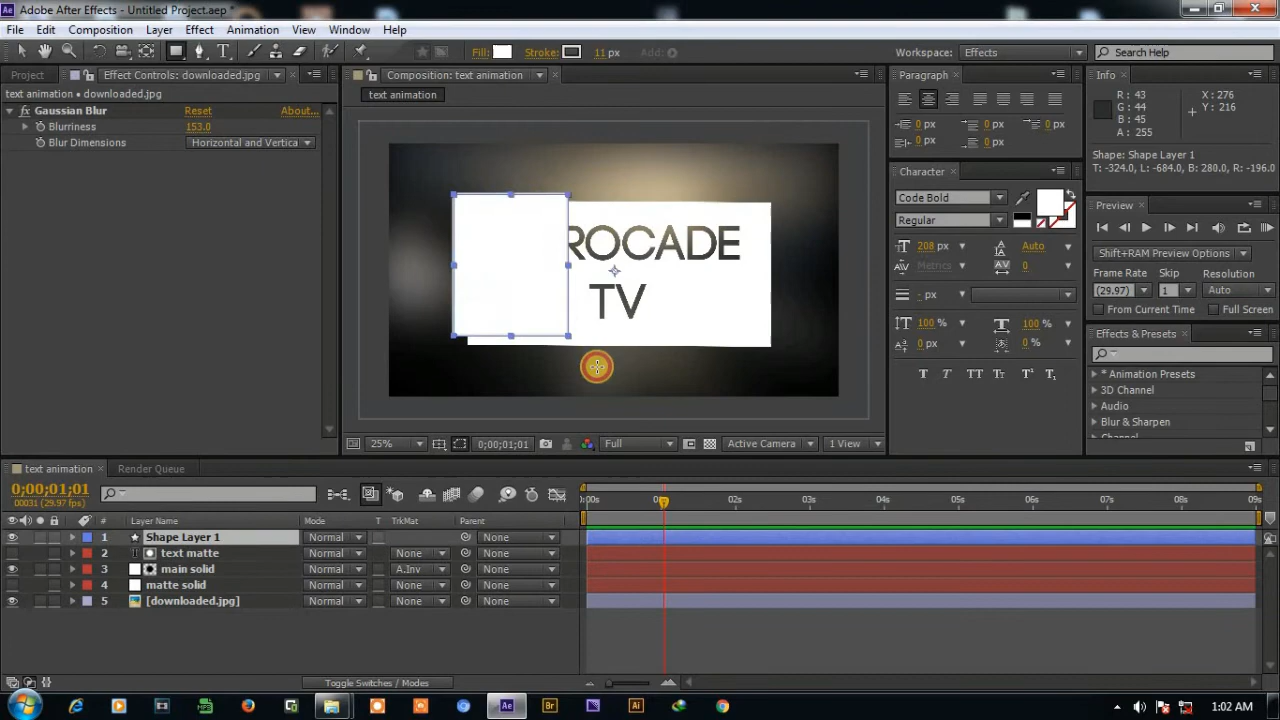 Adobe After Effects - Untitled Project.aep *
File Edit Composition Layer Effect Animation View Window Help
Fill: Stroke: 11 px Add: Workspace: Effects Search Help
Project Effect Controls: downloaded.jpg
text animation • downloaded.jpg
Gaussian Blur Reset About...
Blurriness 153.0
Blur Dimensions Horizontal and Vertica
Composition: text animation
text animation
ROCADE
TV
25% 0;00;01;01 Full Active Camera 1 View
Paragraph
0 px 0 px 0 px
0 px 0 px
Character
Code Bold
Regular
208 px Auto
Metrics 0
- px
100 % 100 %
0 px 0 %
T T TT Tt T¹ T₁
Info
R : 43 X : 276
G : 44 Y : 216
B : 45
A : 255
Shape: Shape Layer 1
T: -324.0, L: -684.0, B: 280.0, R: -196.0
Preview
Shift+RAM Preview Options
Frame Rate Skip Resolution
(29.97) 1 Auto
From Current Time Full Screen
Effects & Presets
* Animation Presets
3D Channel
Audio
Blur & Sharpen
Channel
text animation Render Queue
0;00;01;01
00031 (29.97 fps)
# Layer Name Mode T TrkMat Parent
02s 03s 04s 05s 06s 07s 08s 09s
1 Shape Layer 1 Normal None
2 text matte Normal None None
3 main solid Normal A.Inv None
4 matte solid Normal None None
5 [downloaded.jpg] Normal None None
Toggle Switches / Modes
1:02 AM